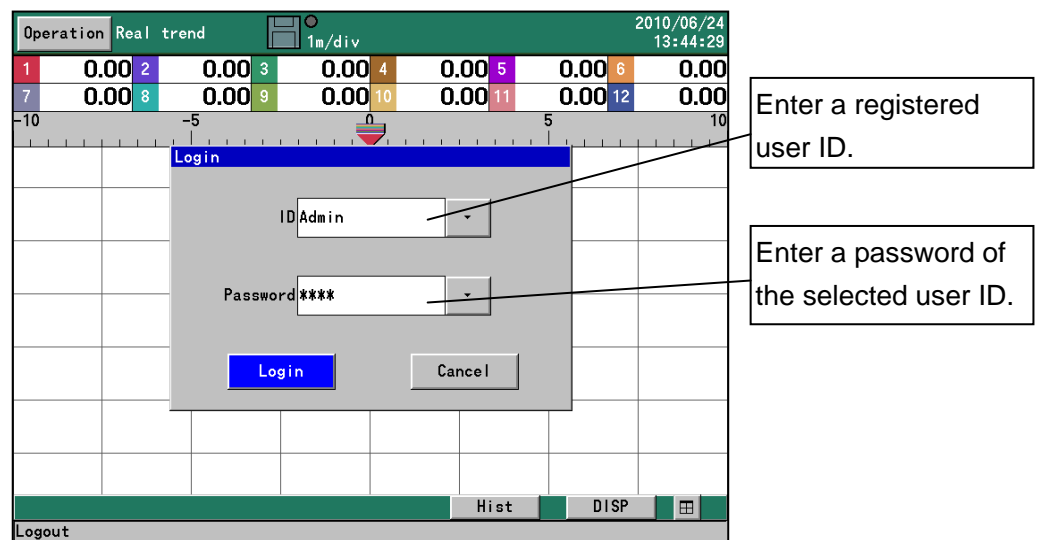 Operation Real trend 1m/div 2010/06/24
13:44:29
1 0.00 2 0.00 3 0.00 4 0.00 5 0.00 6 0.00
7 0.00 8 0.00 9 0.00 10 0.00 11 0.00 12 0.00
-10 -5 0 5 10
Login
ID Admin
Password ****
Login Cancel
Hist DISP
Logout
Enter a registered
user ID.
Enter a password of
the selected user ID.